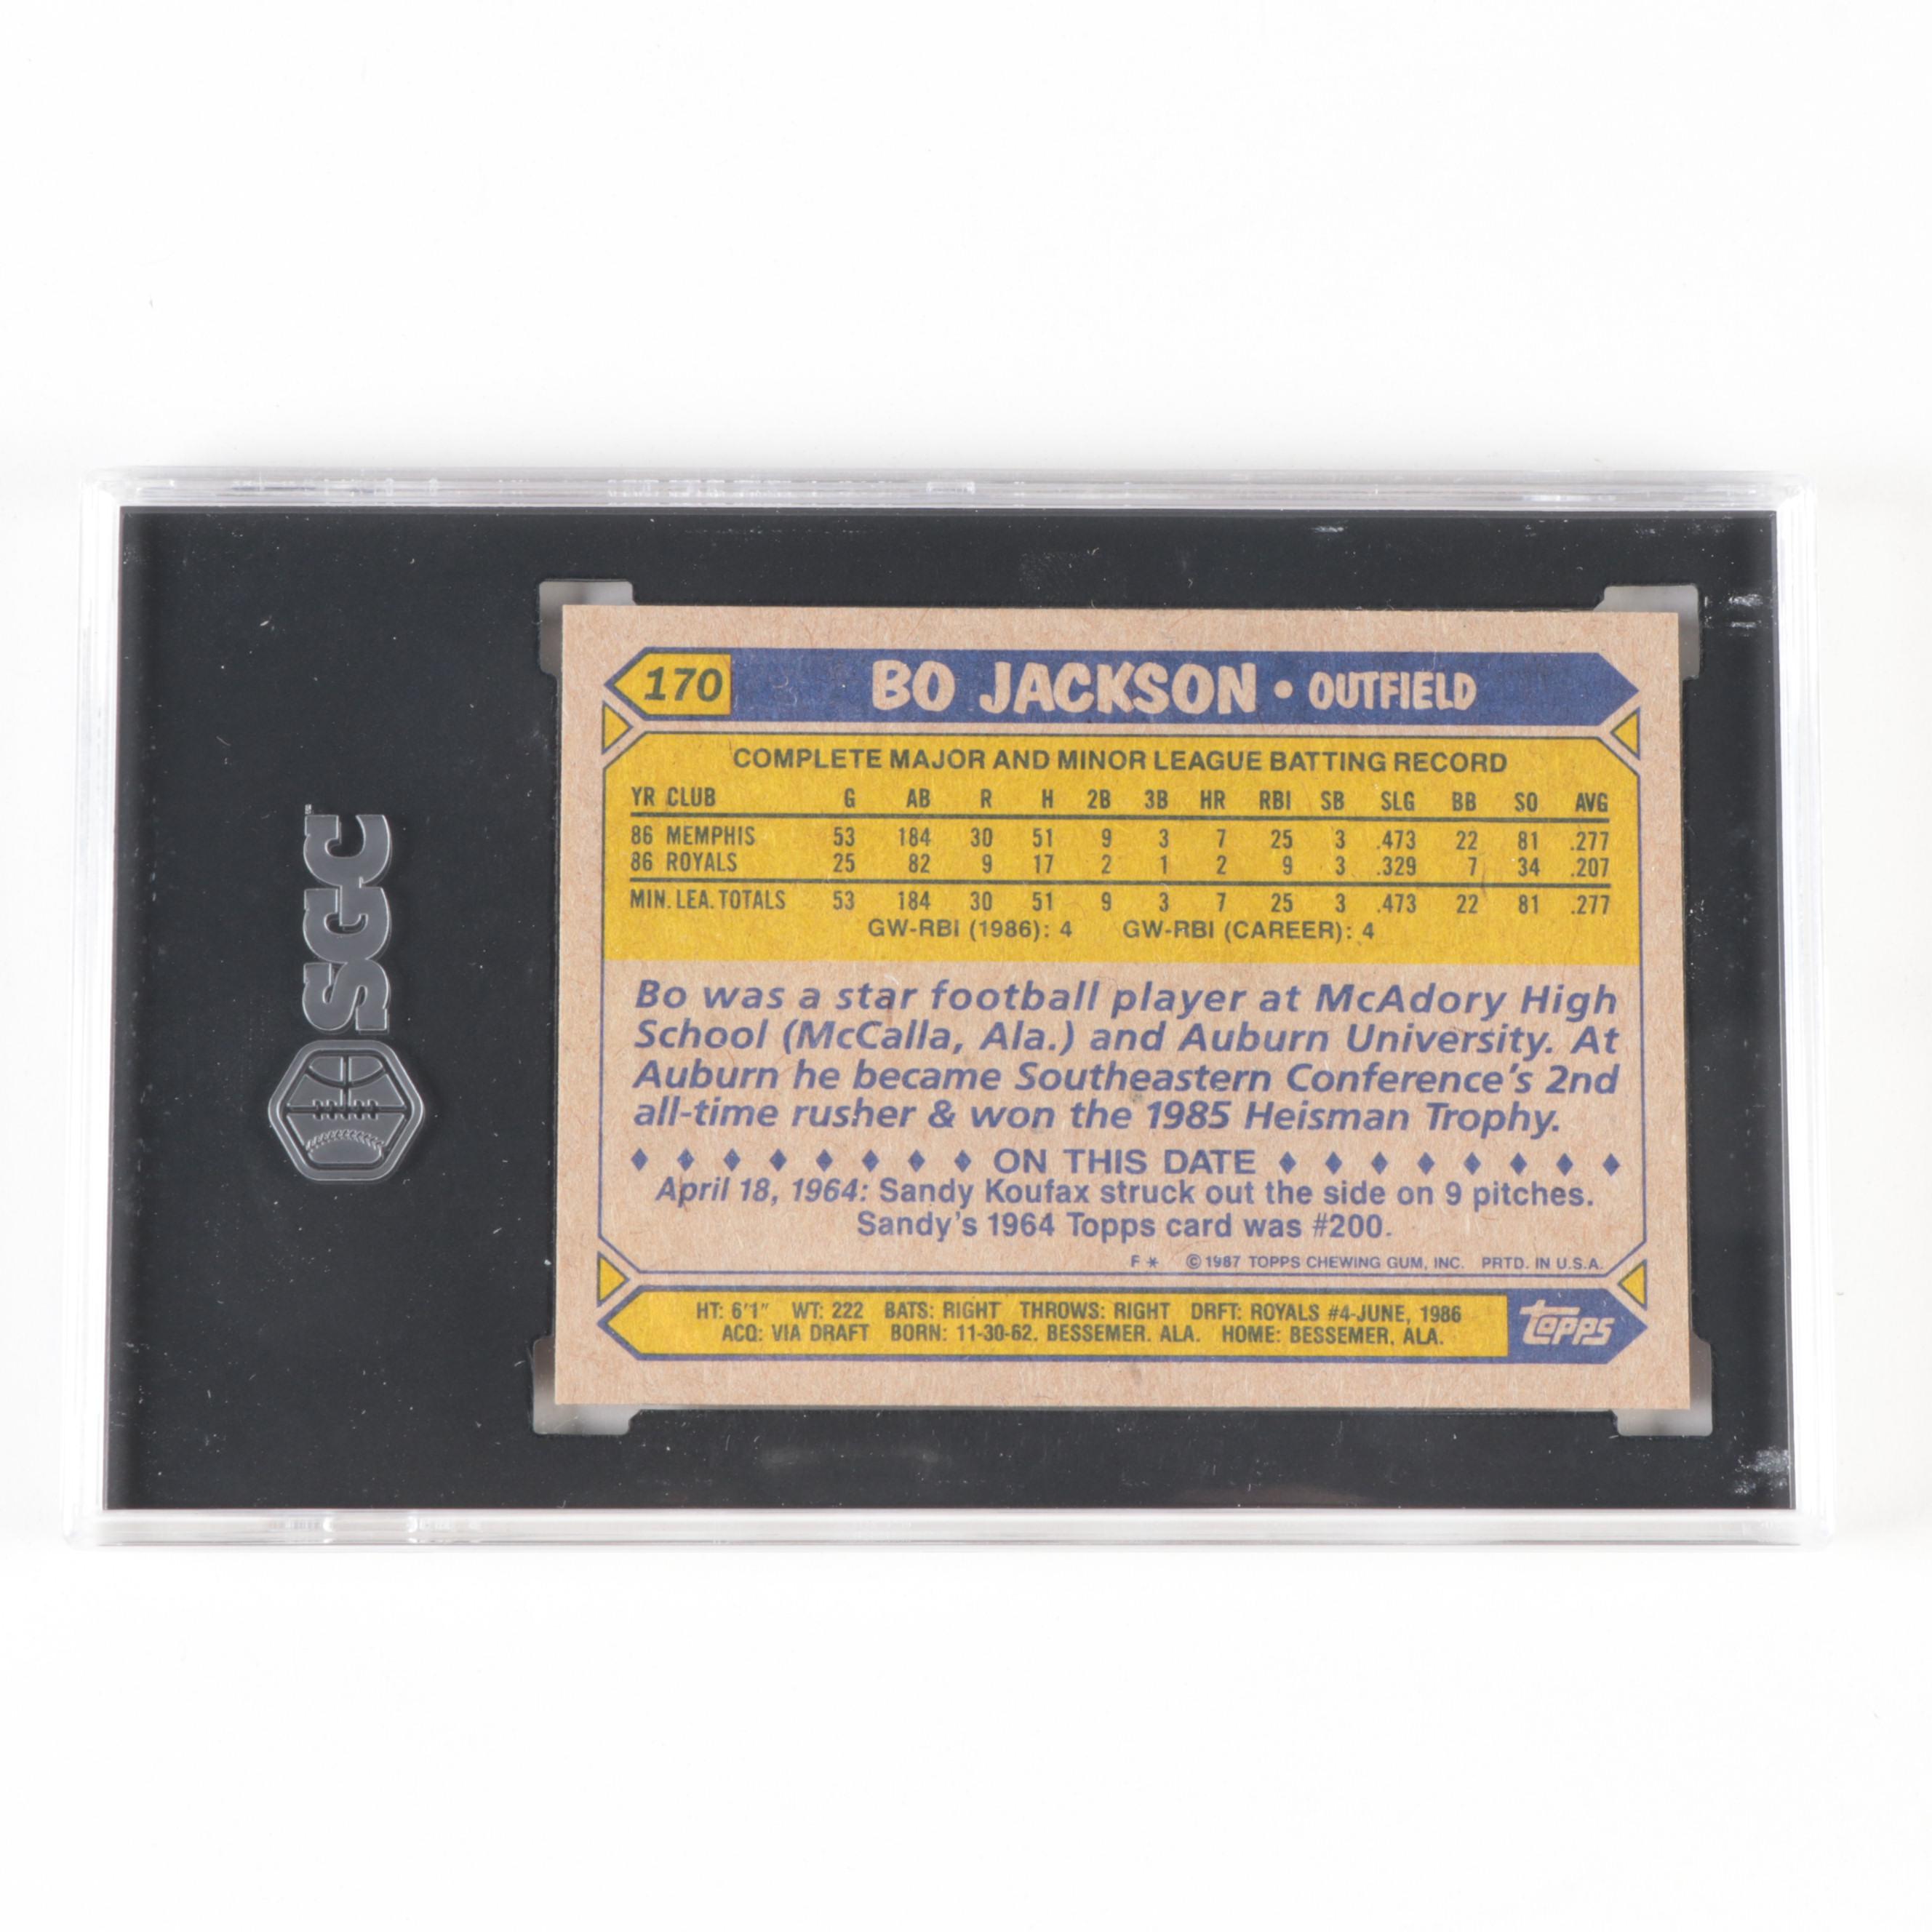 SGC
170 BO JACKSON • OUTFIELD
COMPLETE MAJOR AND MINOR LEAGUE BATTING RECORD
YR CLUB G AB R H 2B 3B HR RBI SB SLG BB SO AVG
86 MEMPHIS 53 184 30 51 9 3 7 25 3 .473 22 81 .277
86 ROYALS 25 82 9 17 2 1 2 9 3 .329 7 34 .207
MIN. LEA. TOTALS 53 184 30 51 9 3 7 25 3 .473 22 81 .277
GW-RBI (1986): 4 GW-RBI (CAREER): 4
Bo was a star football player at McAdory High
School (McCalla, Ala.) and Auburn University. At
Auburn he became Southeastern Conference's 2nd
all-time rusher & won the 1985 Heisman Trophy.
♦ ♦ ♦ ♦ ♦ ♦ ♦ ♦ ON THIS DATE ♦ ♦ ♦ ♦ ♦ ♦ ♦ ♦
April 18, 1964: Sandy Koufax struck out the side on 9 pitches.
Sandy's 1964 Topps card was #200.
F * © 1987 TOPPS CHEWING GUM, INC. PRTD. IN U.S.A.
HT: 6'1" WT: 222 BATS: RIGHT THROWS: RIGHT DRFT: ROYALS #4-JUNE, 1986
ACQ: VIA DRAFT BORN: 11-30-62, BESSEMER, ALA. HOME: BESSEMER, ALA.
topps